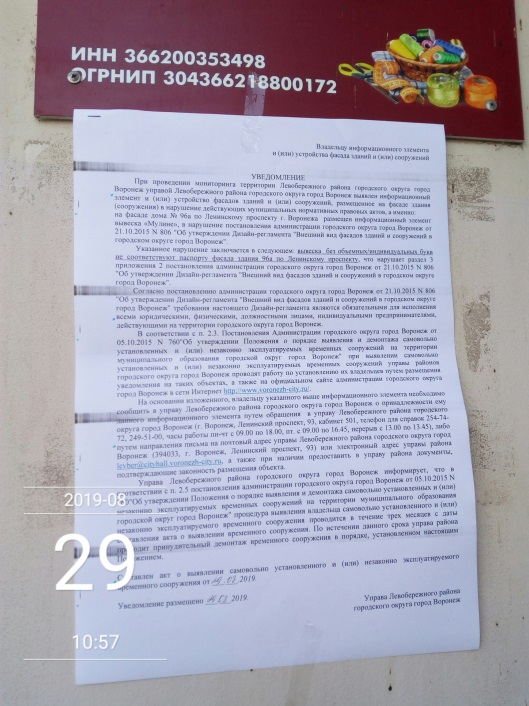 ИНН 366200353498
ОГРНИП 304366218800172
Владельцу информационного элемента
и (или) устройства фасада зданий и (или) сооружений
УВЕДОМЛЕНИЕ
При проведении мониторинга территории Левобережного района городского округа город
Воронеж управой Левобережного района городского округа город Воронеж выявлен информационный
элемент и (или) устройство фасадов зданий и (или) сооружений, размещенное на фасаде здания
(сооружения) в нарушение действующих муниципальных нормативных правовых актов, а именно:
на фасаде дома № 96а по Ленинскому проспекту г. Воронежа размещен информационный элемент
вывеска «Мулине», в нарушение постановления администрации городского округа город Воронеж от
21.10.2015 N 806 "Об утверждении Дизайн-регламента "Внешний вид фасадов зданий и сооружений в
городском округе город Воронеж".
Указанное нарушение заключается в следующем: вывеска, без объемных/индивидуальных букв
не соответствуют паспорту фасада здания 96а по Ленинскому проспекту, что нарушает раздел 3
приложения 2 постановления администрации городского округа город Воронеж от 21.10.2015 N 806
"Об утверждении Дизайн-регламента "Внешний вид фасадов зданий и сооружений в городском округе
город Воронеж".
Согласно постановлению администрации городского округа город Воронеж от 21.10.2015 N 806
"Об утверждении Дизайн-регламента "Внешний вид фасадов зданий и сооружений в городском округе
город Воронеж" требования настоящего Дизайн-регламента являются обязательными для исполнения
всеми юридическими, физическими, должностными лицами, индивидуальными предпринимателями,
действующими на территории городского округа город Воронеж.
В соответствии с п. 2.3. Постановления Администрации городского округа город Воронеж от
05.10.2015 N 760"Об утверждении Положения о порядке выявления и демонтажа самовольно
установленных и (или) незаконно эксплуатируемых временных сооружений на территории
муниципального образования городской округ город Воронеж" при выявлении самовольно
установленных и (или) незаконно эксплуатируемых временных сооружений управы районов
проводят работу по установлению их владельцев путем размещения
уведомления на таких объектах, а также на официальном сайте администрации городского округа
город Воронеж в сети Интернет http://www.voronezh-city.ru/.
На основании изложенного, владельцу указанного выше информационного элемента необходимо
сообщить в управу Левобережного района городского округа город Воронеж о принадлежности ему
данного информационного элемента путем обращения в управу Левобережного района городского
округа город Воронеж (г. Воронеж, Ленинский проспект, 93, кабинет 501, телефон для справок 254-74-
72, 249-51-00, часы работы пн-чт с 09.00 по 18.00, пт. с 09.00 по 16.45, перерыв с 13.00 по 13.45), либо
путем направления письма на почтовый адрес управы Левобережного района городского округа город
Воронеж (394033, г. Воронеж, Ленинский проспект, 93) или электронный адрес управы района
levber@cityhall.voronezh-city.ru, а также при наличии предоставить в управу района документы,
подтверждающие законность размещения объекта.
Управа Левобережного района городского округа город Воронеж информирует, что в
соответствии с п. 2.5 постановления администрации городского округа город Воронеж от 05.10.2015 N
"Об утверждении Положения о порядке выявления и демонтажа самовольно установленных и (или)
незаконно эксплуатируемых временных сооружений на территории муниципального образования
городской округ город Воронеж" процедура выявления владельца самовольно установленного и (или)
незаконно эксплуатируемого временного сооружения проводится в течение трех месяцев с даты
составления акта о выявлении временного сооружения. По истечении данного срока управа района
принудительный демонтаж временного сооружения в порядке, установленном настоящим
Положением.
Составлен акт о выявлении самовольно установленного и (или) незаконно эксплуатируемого
временного сооружения от 2019.
Уведомление размещено 2019.
Управа Левобережного района
городского округа город Воронеж
2019-08
29
10:57